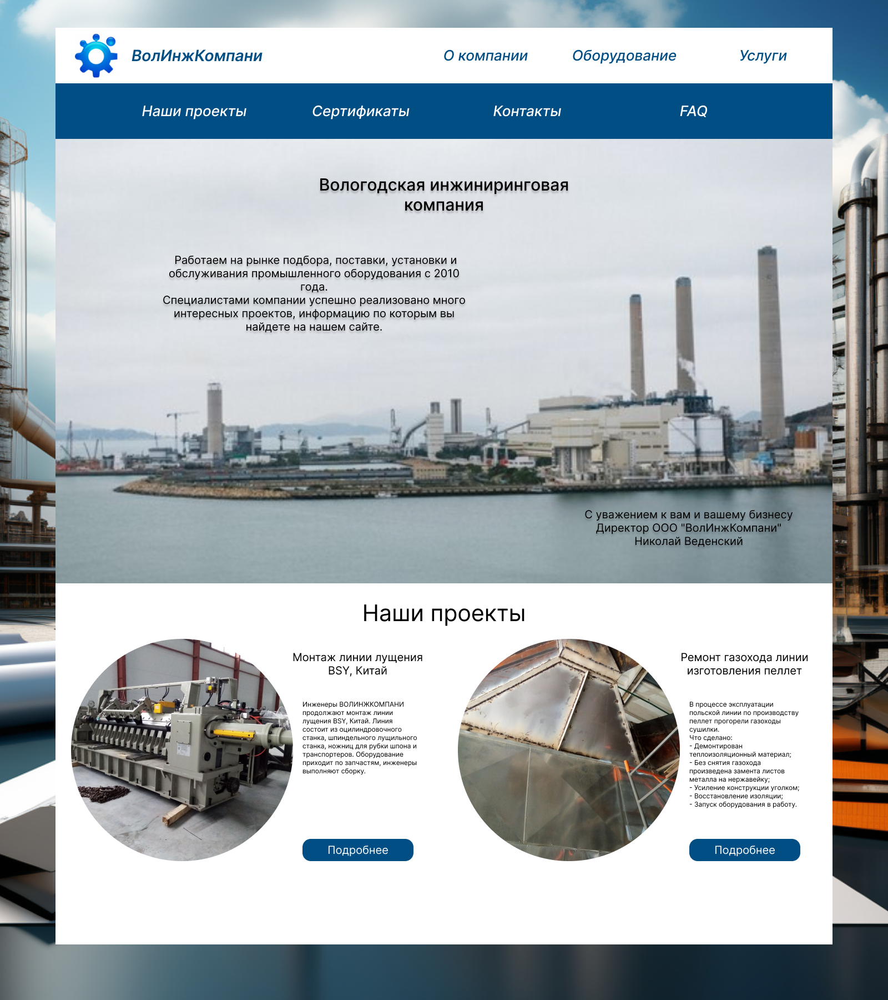 ВолИнжКомпани
О компании
Оборудование
Услуги
Наши проекты
Сертификаты
Контакты
FAQ
Вологодская инжиниринговая
компания
Работаем на рынке подбора, поставки, установки и
обслуживания промышленного оборудования с 2010
года.
Специалистами компании успешно реализовано много
интересных проектов, информацию по которым вы
найдете на нашем сайте.
С уважением к вам и вашему бизнесу
Директор ООО "ВолИнжКомпани"
Николай Веденский
Наши проекты
Монтаж линии лущения
BSY, Китай
Инженеры ВОЛИНЖКОМПАНИ
продолжают монтаж линии
лущения BSY, Китай. Линия
состоит из оцилиндровочного
станка, шпиндельного лущильного
станка, ножниц для рубки шпона и
транспортеров. Оборудование
приходит по запчастям, инженеры
выполняют сборку.
Подробнее
Ремонт газохода линии
изготовления пеллет
В процессе эксплуатации
польской линии по производству
пеллет прогорели газоходы
сушилки.
Что сделано:
- Демонтирован
теплоизоляционный материал;
- Без снятия газохода
произведена замента листов
металла на нержавейку;
- Усиление конструкции уголком;
- Восстановление изоляции;
- Запуск оборудования в работу.
Подробнее